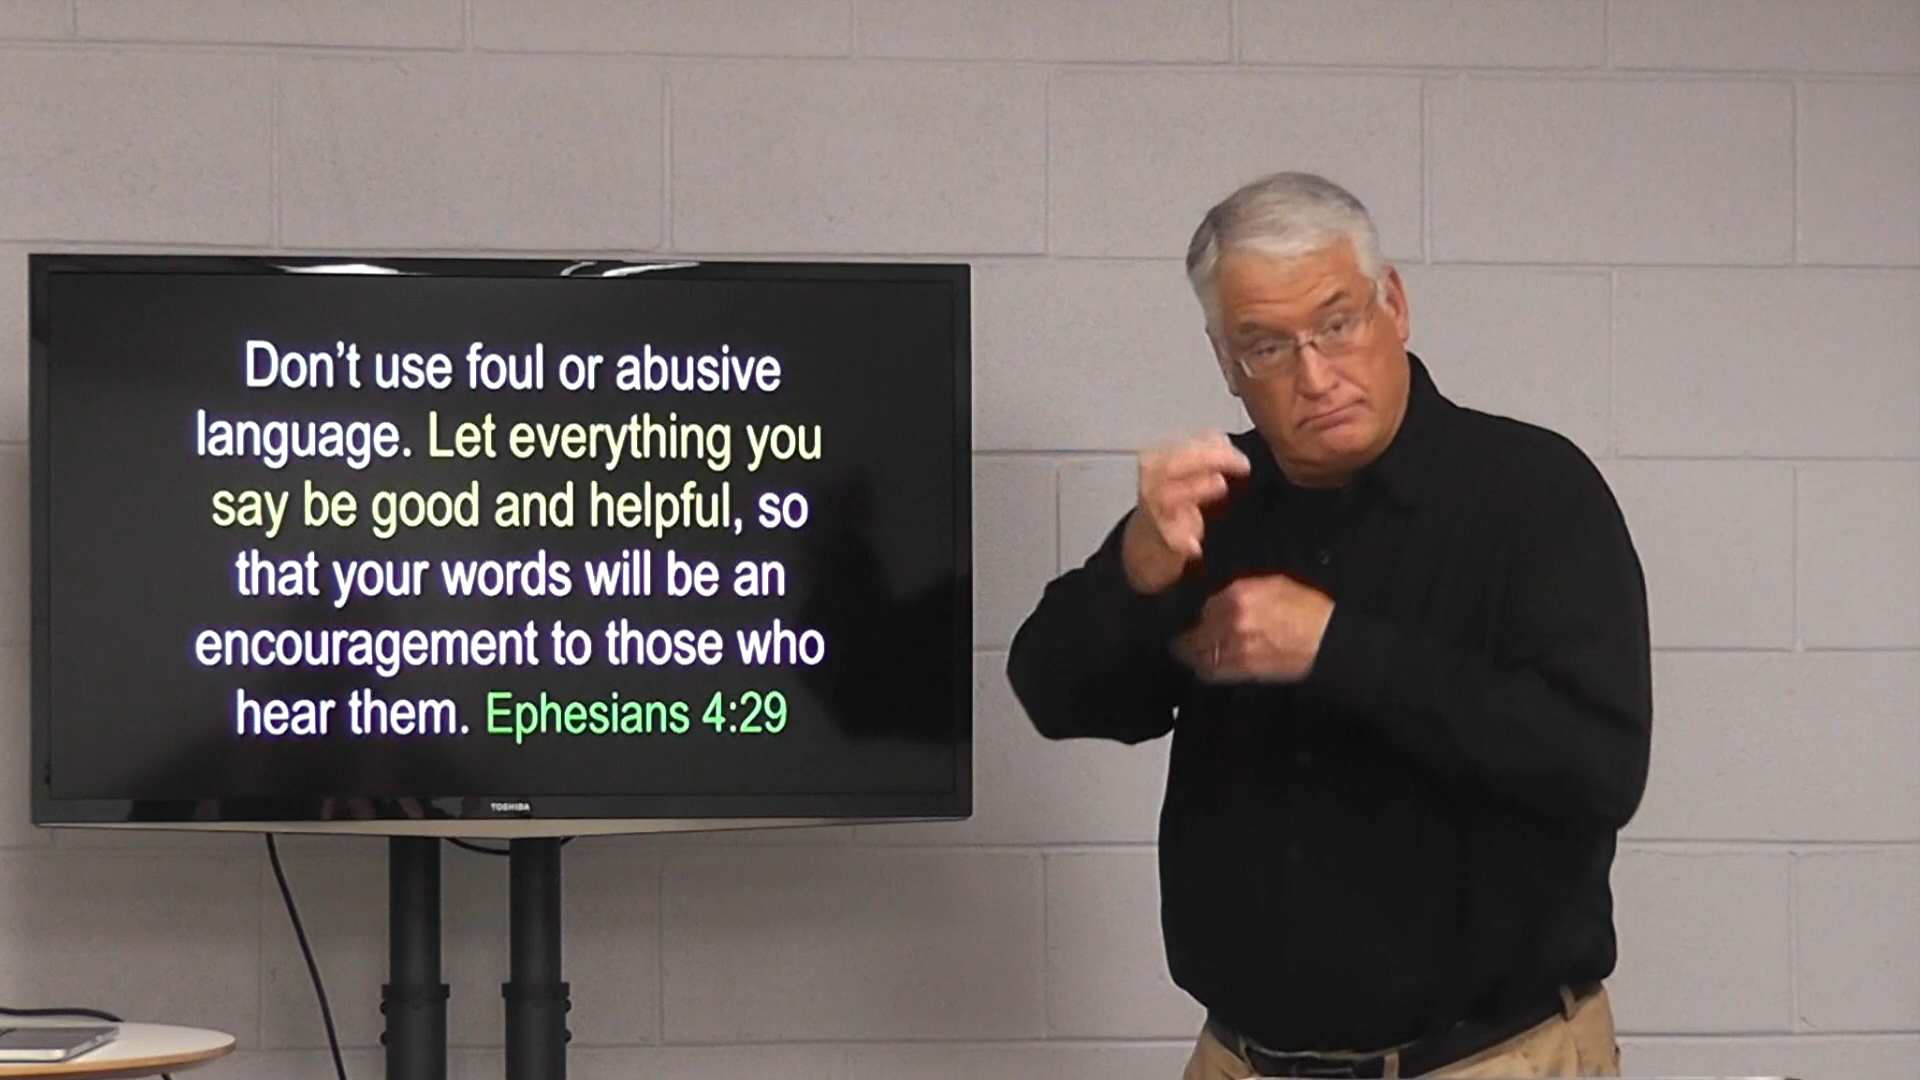 Don't use foul or abusive
language. Let everything you
say be good and helpful, so
that your words will be an
encouragement to those who
hear them. Ephesians 4:29
TOSHIBA